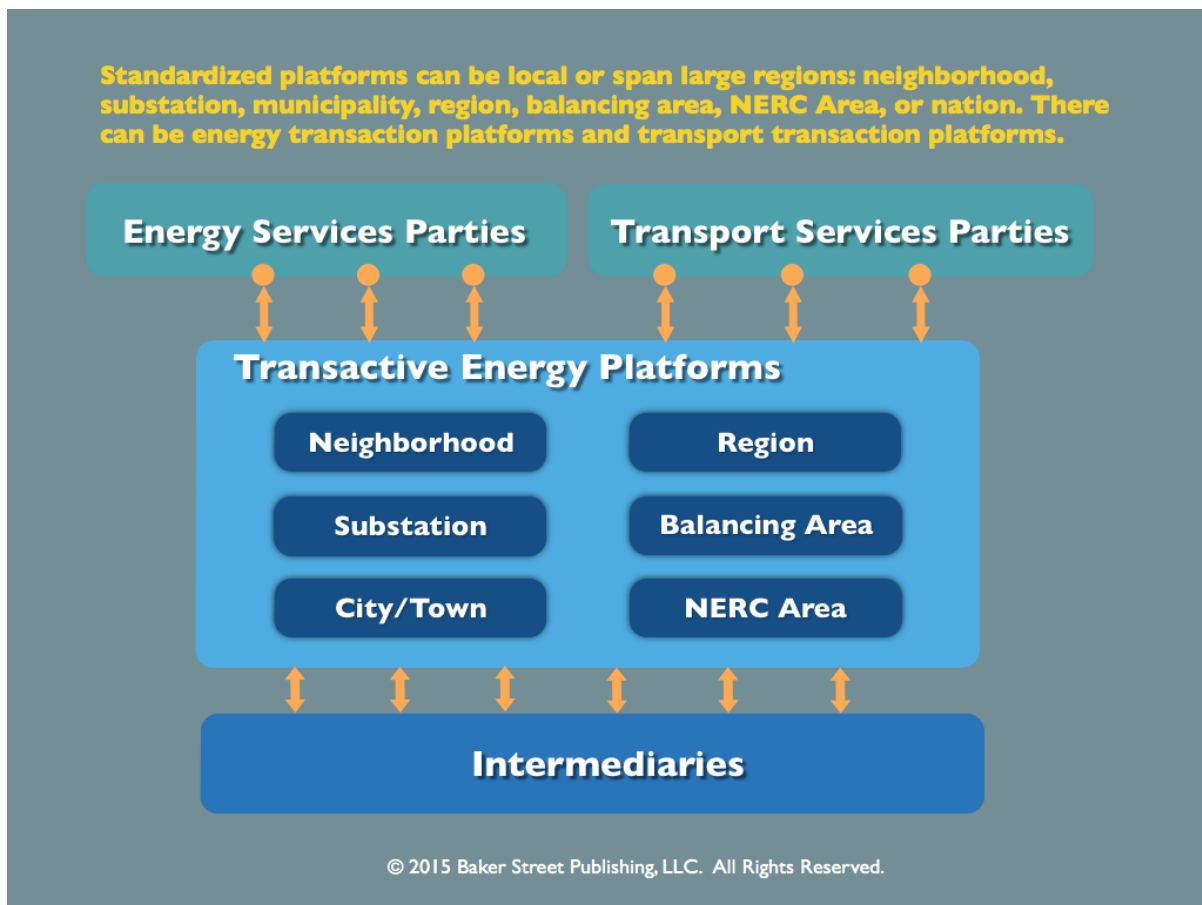 Standardized platforms can be local or span large regions: neighborhood,
substation, municipality, region, balancing area, NERC Area, or nation. There
can be energy transaction platforms and transport transaction platforms.
Energy Services Parties
Transport Services Parties
Transactive Energy Platforms
Neighborhood
Region
Substation
Balancing Area
City/Town
NERC Area
Intermediaries
© 2015 Baker Street Publishing, LLC. All Rights Reserved.